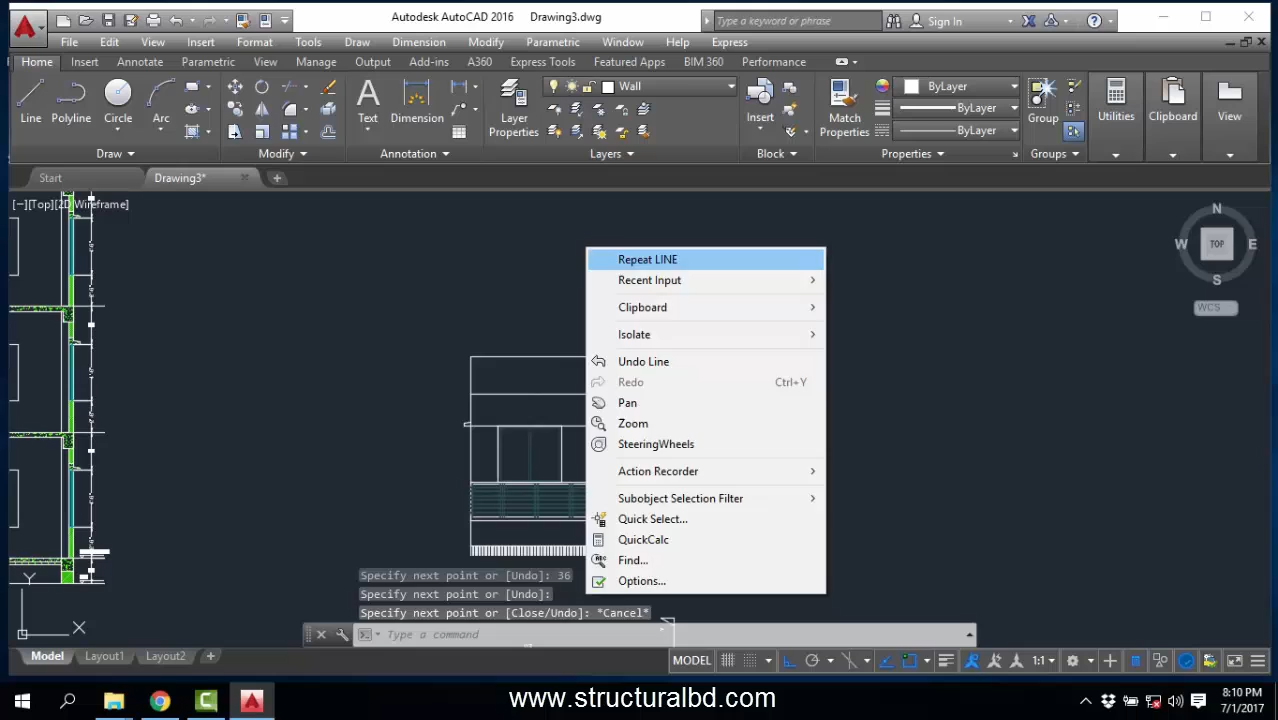 Autodesk AutoCAD 2016 Drawing3.dwg
Type a keyword or phrase
Sign In
File Edit View Insert Format Tools Draw Dimension Modify Parametric Window Help Express
Home Insert Annotate Parametric View Manage Output Add-ins A360 Express Tools Featured Apps BIM 360 Performance
Wall
ByLayer
ByLayer
ByLayer
Line Polyline Circle Arc Text Dimension Layer Properties Insert Match Properties Group Utilities Clipboard View
Draw Modify Annotation Layers Block Properties Groups
Start Drawing3*
[−][Top][2D Wireframe]
N
W TOP E
S
WCS
Repeat LINE
Recent Input
Clipboard
Isolate
Undo Line
Redo Ctrl+Y
Pan
Zoom
SteeringWheels
Action Recorder
Subobject Selection Filter
Quick Select...
QuickCalc
Find...
Options...
Specify next point or [Undo]: 36
Specify next point or [Undo]:
Specify next point or [Close/Undo]: *Cancel*
Y
X
Type a command
Model Layout1 Layout2
MODEL 1:1
www.structuralbd.com
8:10 PM
7/1/2017